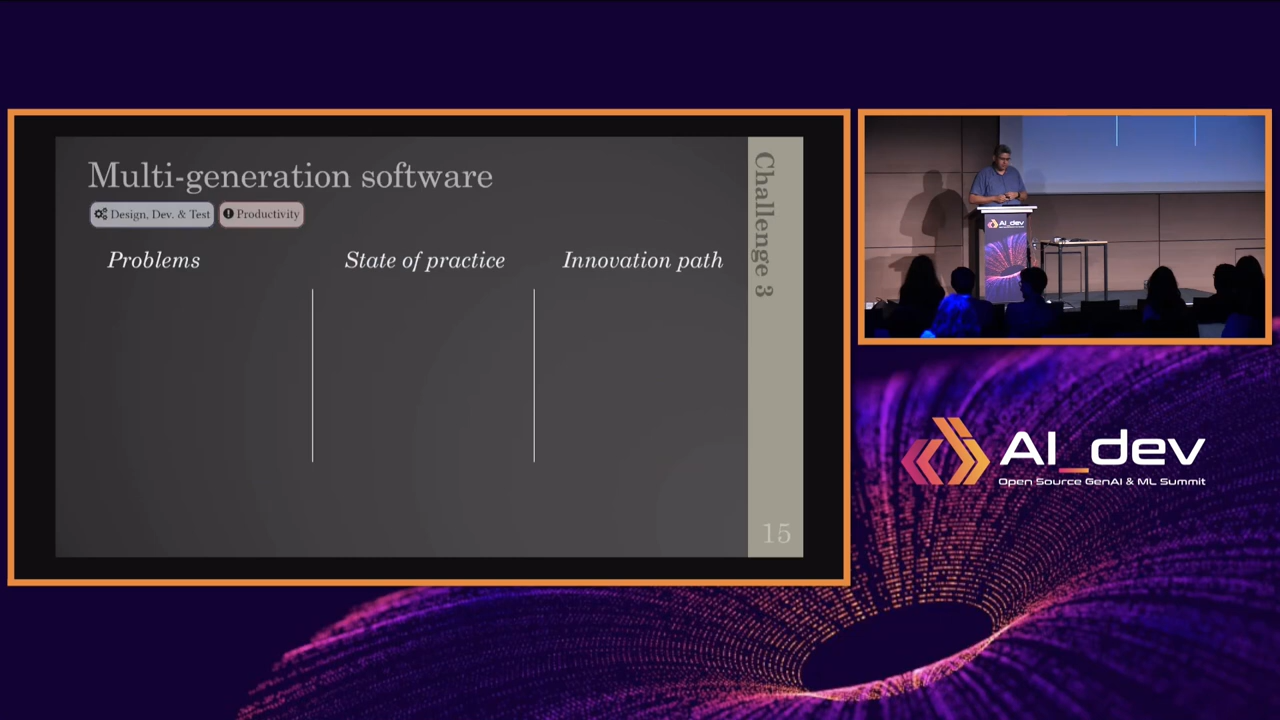 Multi-generation software
Design, Dev. & Test
Productivity
Problems
State of practice
Innovation path
Challenge 3
15
AI_dev
AI_dev
Open Source GenAI & ML Summit